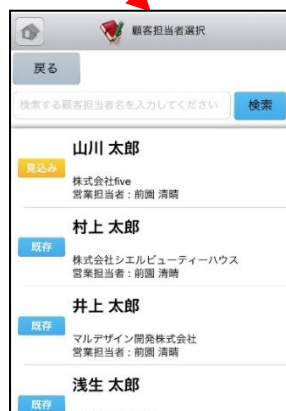 顧客担当者選択
戻る
検索する顧客担当者名を入力してください 検索
山川 太郎
見込み
株式会社five
営業担当者：前園 清晴
村上 太郎
既存
株式会社シエルビューティーハウス
営業担当者：前園 清晴
井上 太郎
既存
マルデザイン開発株式会社
営業担当者：前園 清晴
浅生 太郎
既存